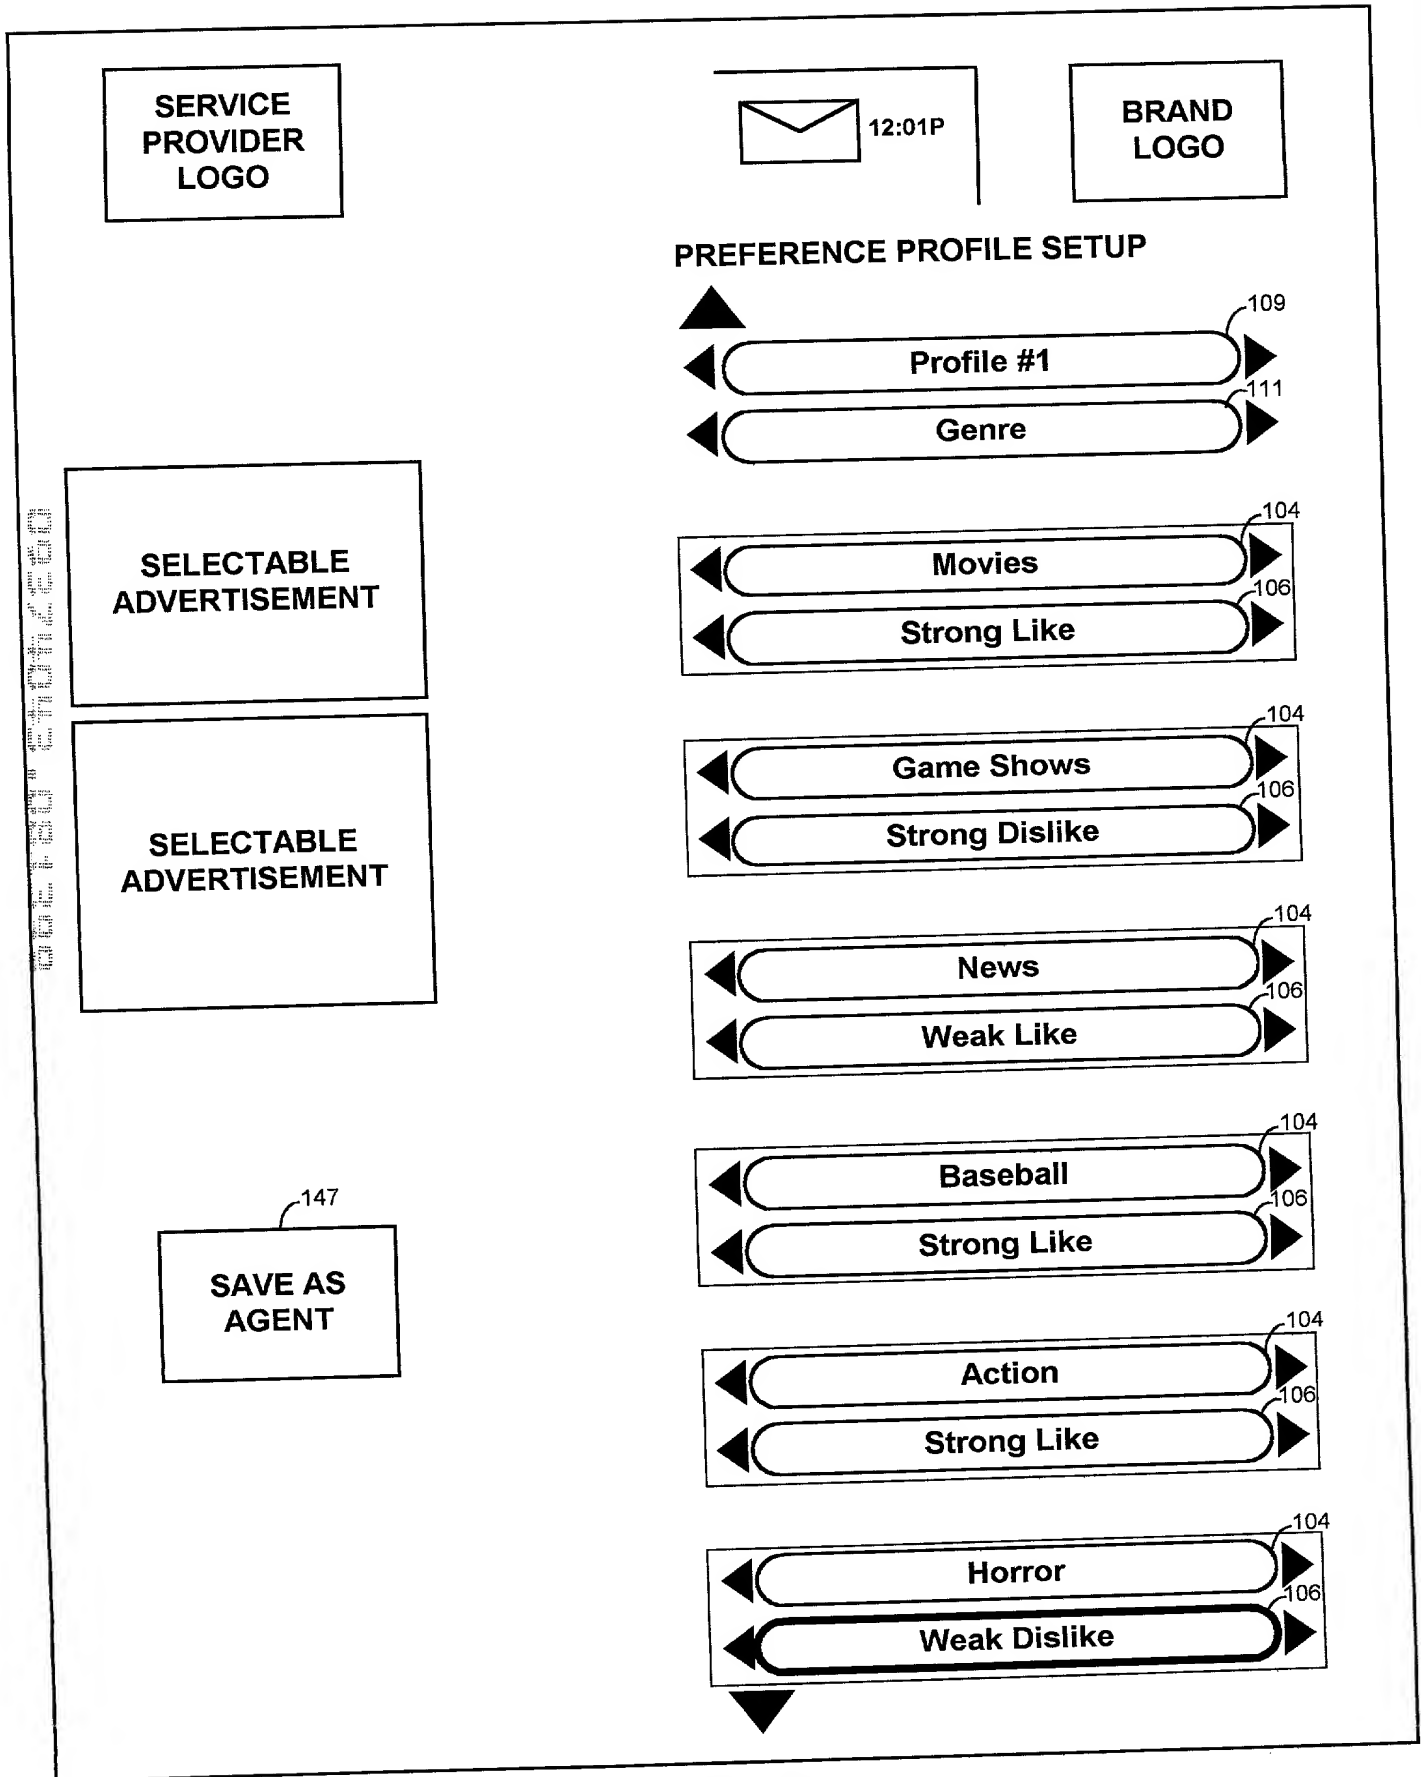 SERVICE
PROVIDER
LOGO
12:01P
BRAND
LOGO
PREFERENCE PROFILE SETUP
109
Profile #1
111
Genre
SELECTABLE
ADVERTISEMENT
104
Movies
106
Strong Like
SELECTABLE
ADVERTISEMENT
104
Game Shows
106
Strong Dislike
104
News
106
Weak Like
147
SAVE AS
AGENT
104
Baseball
106
Strong Like
104
Action
106
Strong Like
104
Horror
106
Weak Dislike